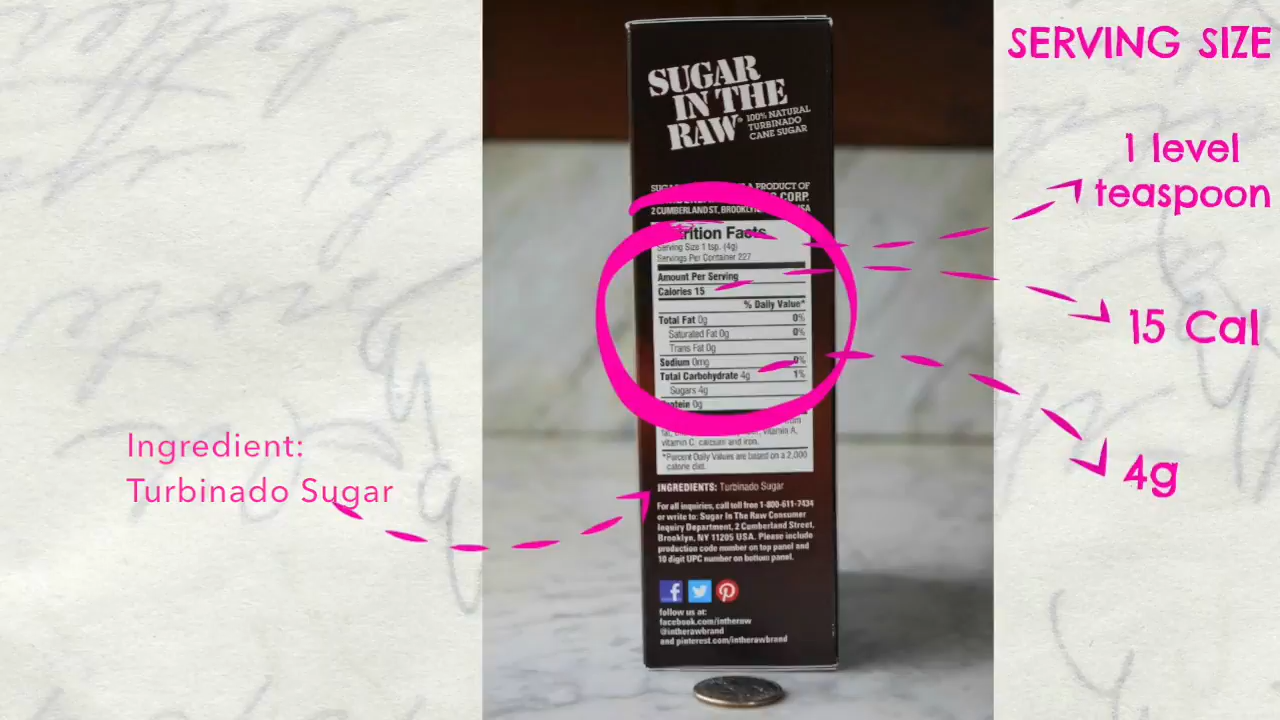 SUGAR
IN THE
RAW®
100% NATURAL
TURBINADO
CANE SUGAR
A PRODUCT OF
CORP.
2 CUMBERLAND ST, BROOKLYN
Facts
Serving Size 1 tsp. (4g)
Servings Per Container 227
Amount Per Serving
Calories 15
% Daily Value*
Total Fat 0g 0%
Saturated Fat 0g 0%
Trans Fat 0g
Sodium 0mg 0%
Total Carbohydrate 4g 1%
Sugars 4g
Protein 0g
vitamin A,
vitamin C, calcium and iron.
*Percent Daily Values are based on a 2,000
calorie diet.
INGREDIENTS: Turbinado Sugar
For all inquiries, call toll free 1-800-611-7434
or write to: Sugar In The Raw Consumer
Inquiry Department, 2 Cumberland Street,
Brooklyn, NY 11205 USA. Please include
production code number on top panel and
10 digit UPC number on bottom panel.
follow us at:
facebook.com/intheraw
@intherawbrand
and pinterest.com/intherawbrand
Ingredient:
Turbinado Sugar
SERVING SIZE
1 level
teaspoon
15 Cal
4g